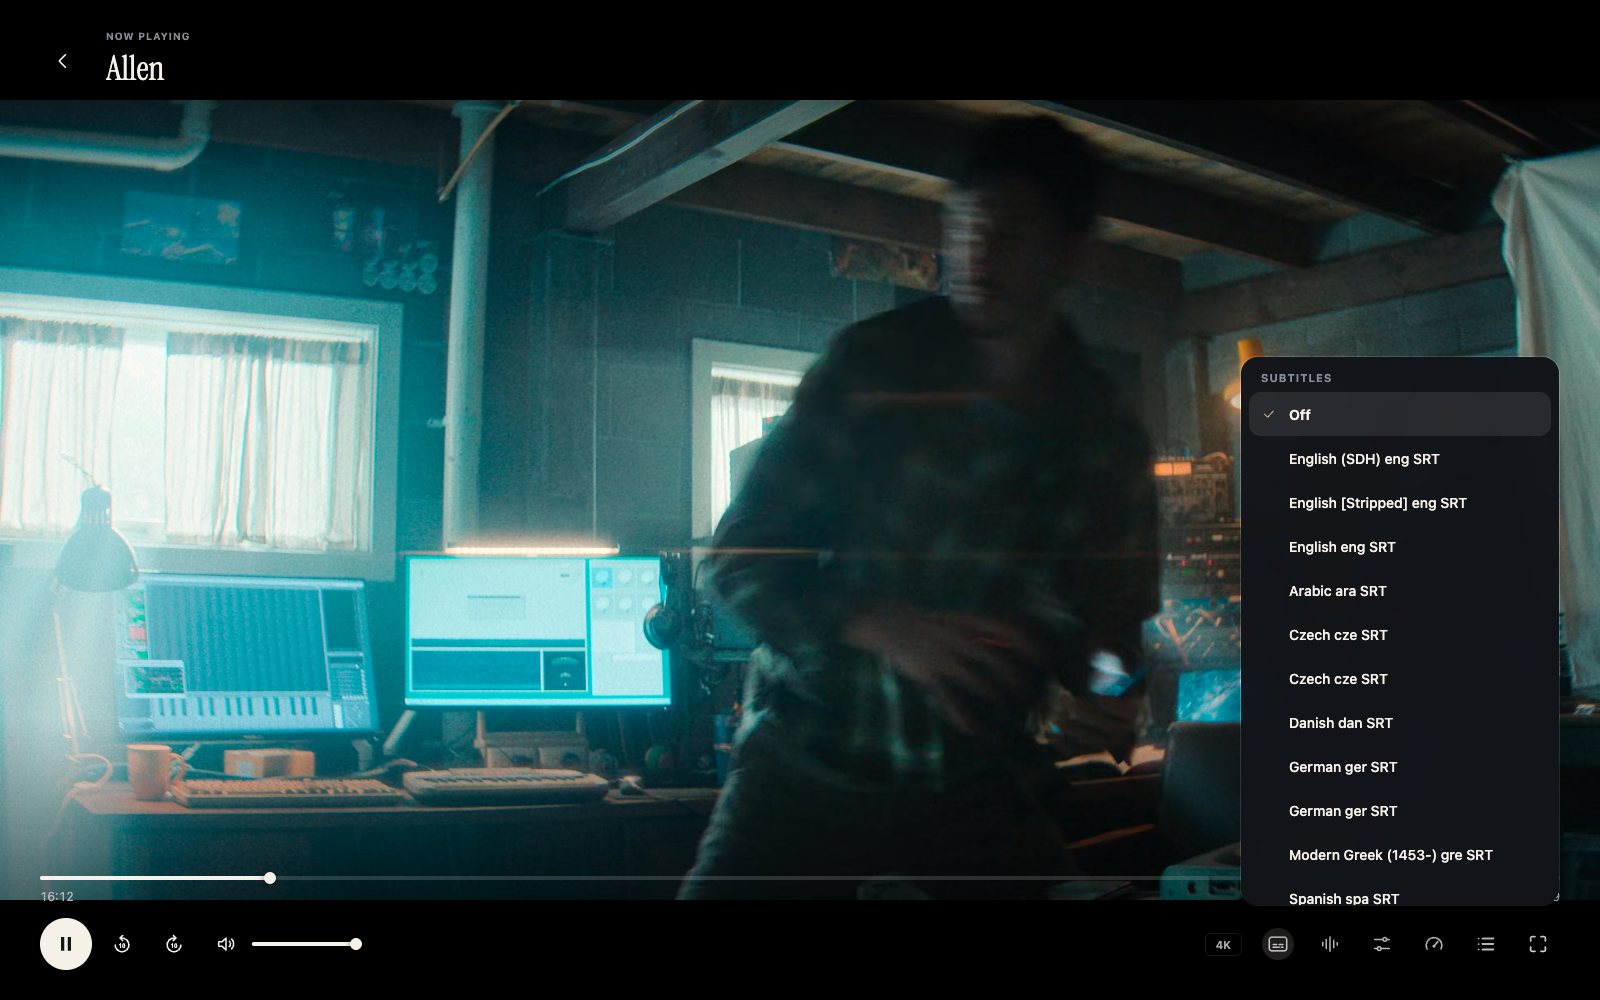 NOW PLAYING
Allen
SUBTITLES
Off
English (SDH) eng SRT
English [Stripped] eng SRT
English eng SRT
Arabic ara SRT
Czech cze SRT
Czech cze SRT
Danish dan SRT
German ger SRT
German ger SRT
Modern Greek (1453-) gre SRT
Spanish spa SRT
16:12
10
10
4K